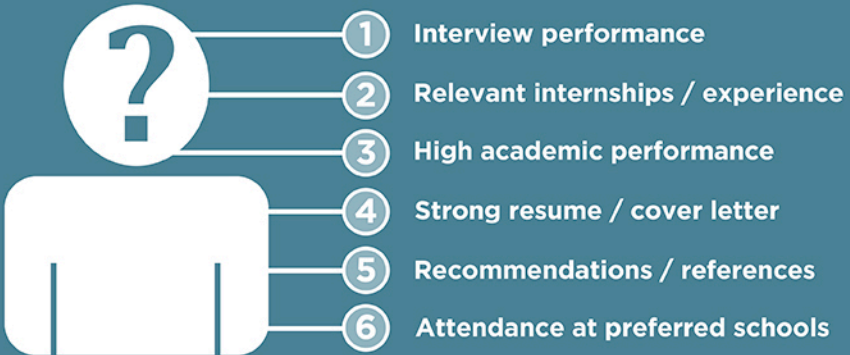 ?
1 Interview performance
2 Relevant internships / experience
3 High academic performance
4 Strong resume / cover letter
5 Recommendations / references
6 Attendance at preferred schools